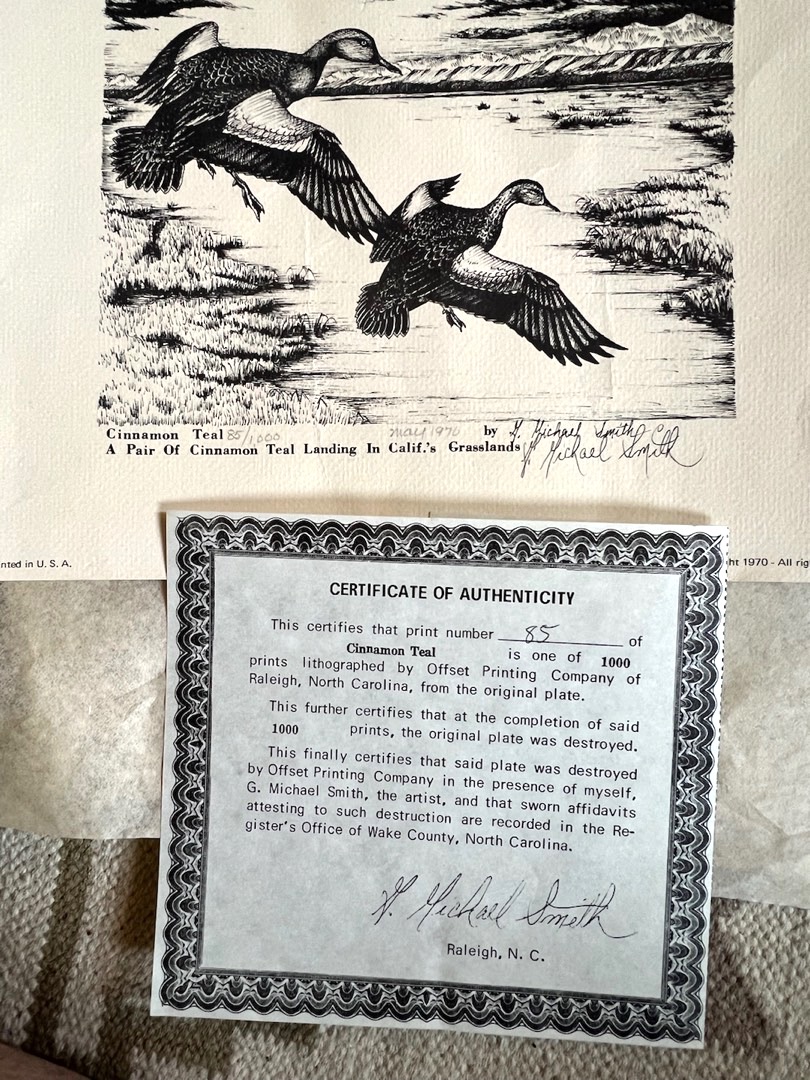 Cinnamon Teal 85/1000 May 1970 by G. Michael Smith
A Pair Of Cinnamon Teal Landing In Calif.'s Grasslands G. Michael Smith
nted in U. S. A. ht 1970 - All rig
CERTIFICATE OF AUTHENTICITY
This certifies that print number 85 of
Cinnamon Teal is one of 1000
prints lithographed by Offset Printing Company of
Raleigh, North Carolina, from the original plate.
This further certifies that at the completion of said
1000 prints, the original plate was destroyed.
This finally certifies that said plate was destroyed
by Offset Printing Company in the presence of myself,
G. Michael Smith, the artist, and that sworn affidavits
attesting to such destruction are recorded in the Re-
gister's Office of Wake County, North Carolina.
G. Michael Smith
Raleigh, N. C.